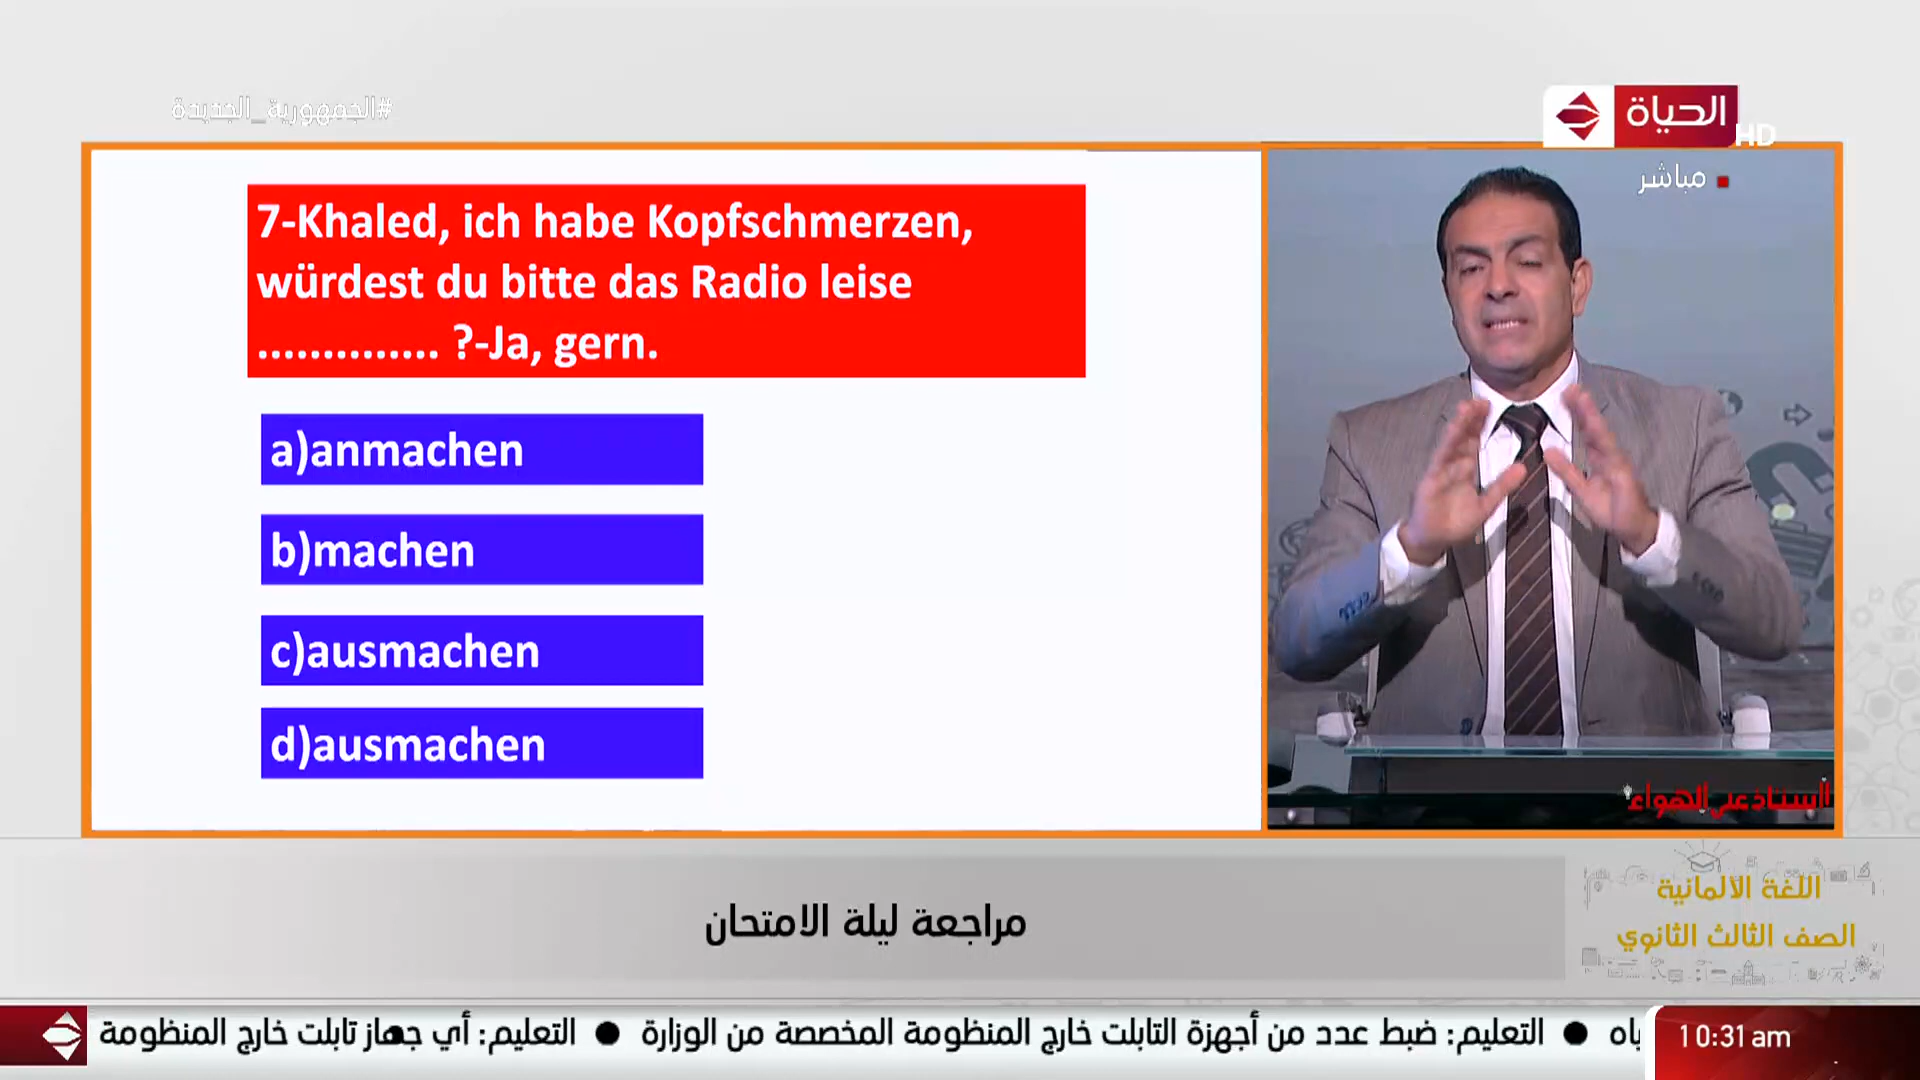 #الجمهورية_الجديدة
الحياة
HD
مباشر
7-Khaled, ich habe Kopfschmerzen,
würdest du bitte das Radio leise
.............. ?-Ja, gern.
a)anmachen
b)machen
c)ausmachen
d)ausmachen
الستاذ على الهواء
مراجعة ليلة الامتحان
اللغة الالمانية
الصف الثالث الثانوي
ياه ● التعليم: ضبط عدد من أجهزة التابلت خارج المنظومة المخصصة من الوزارة ● التعليم: أي جهاز تابلت خارج المنظومة
10:31 am